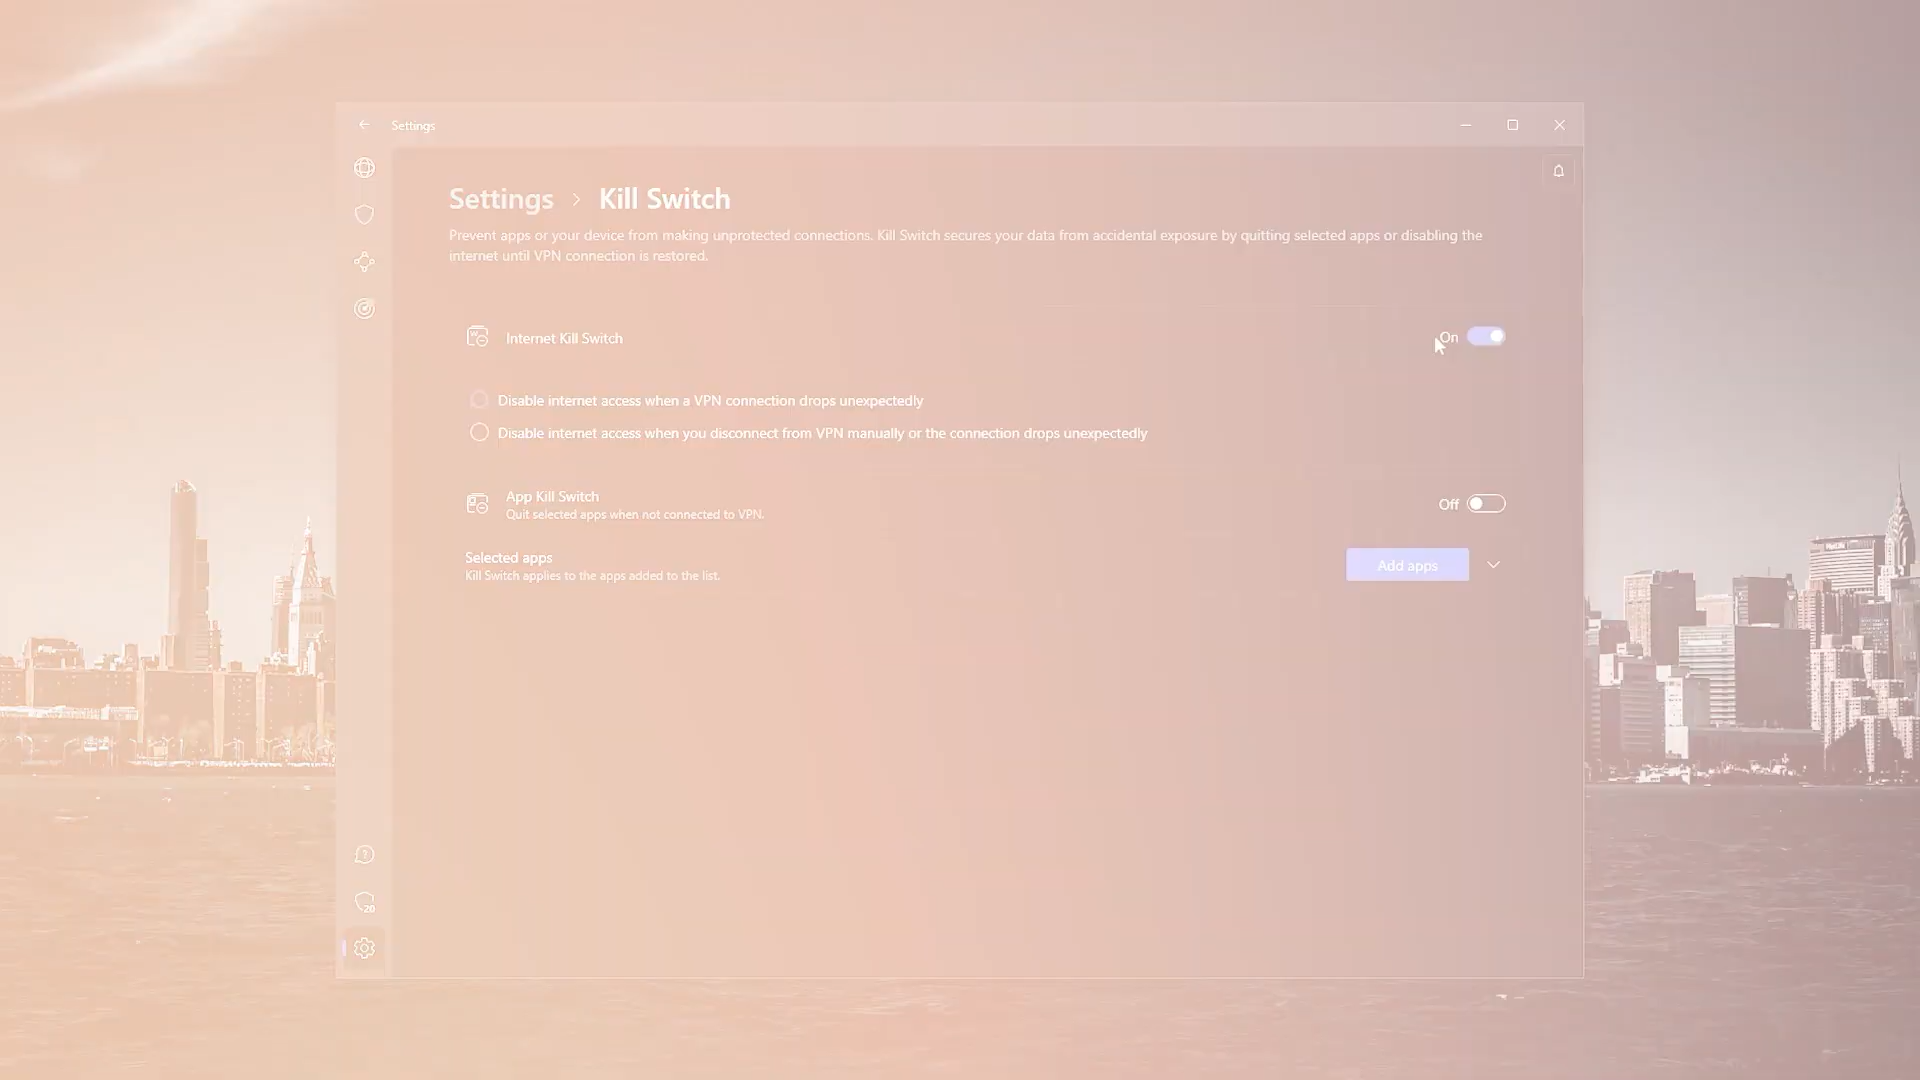 Settings
Settings > Kill Switch
Prevent apps or your device from making unprotected connections. Kill Switch secures your data from accidental exposure by quitting selected apps or disabling the
internet until VPN connection is restored.
Internet Kill Switch
On
Disable internet access when a VPN connection drops unexpectedly
Disable internet access when you disconnect from VPN manually or the connection drops unexpectedly
App Kill Switch
Off
Quit selected apps when not connected to VPN.
Selected apps
Add apps
Kill Switch applies to the apps added to the list.
MetLife
20